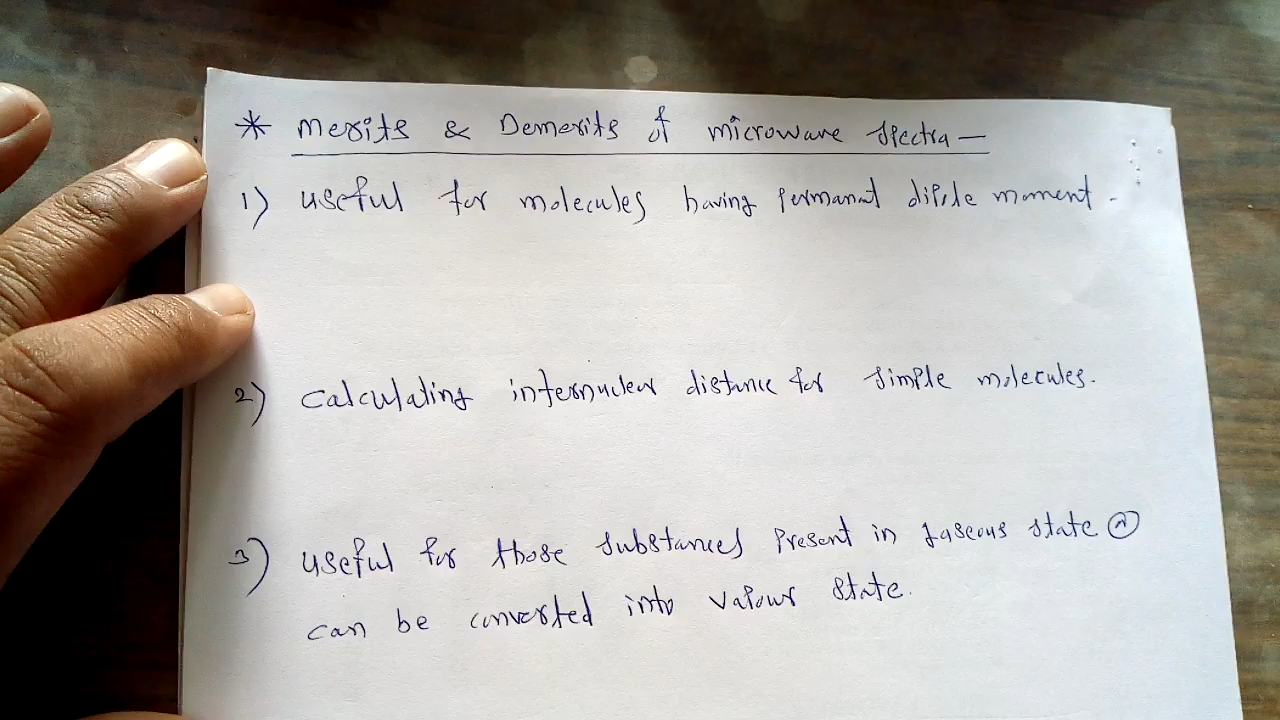 * Merits & Demerits of microwave spectra -
1) useful for molecules having permanant dipole moment.
2) calculating internuclear distance for simple molecules.
3) useful for those substances present in gaseous state (or)
can be converted into vapour state.